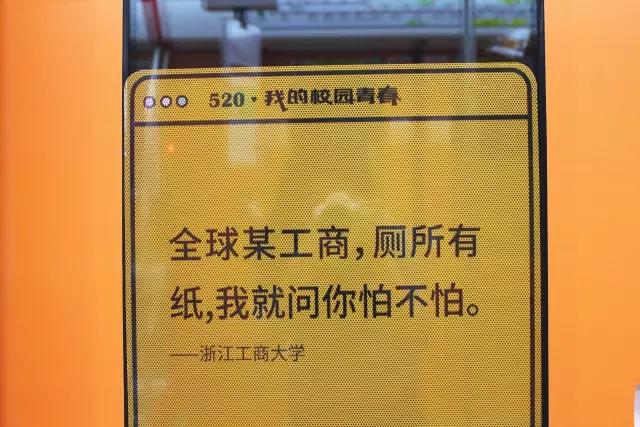 520·我的校园青春
全球某工商，厕所有
纸,我就问你怕不怕。
——浙江工商大学